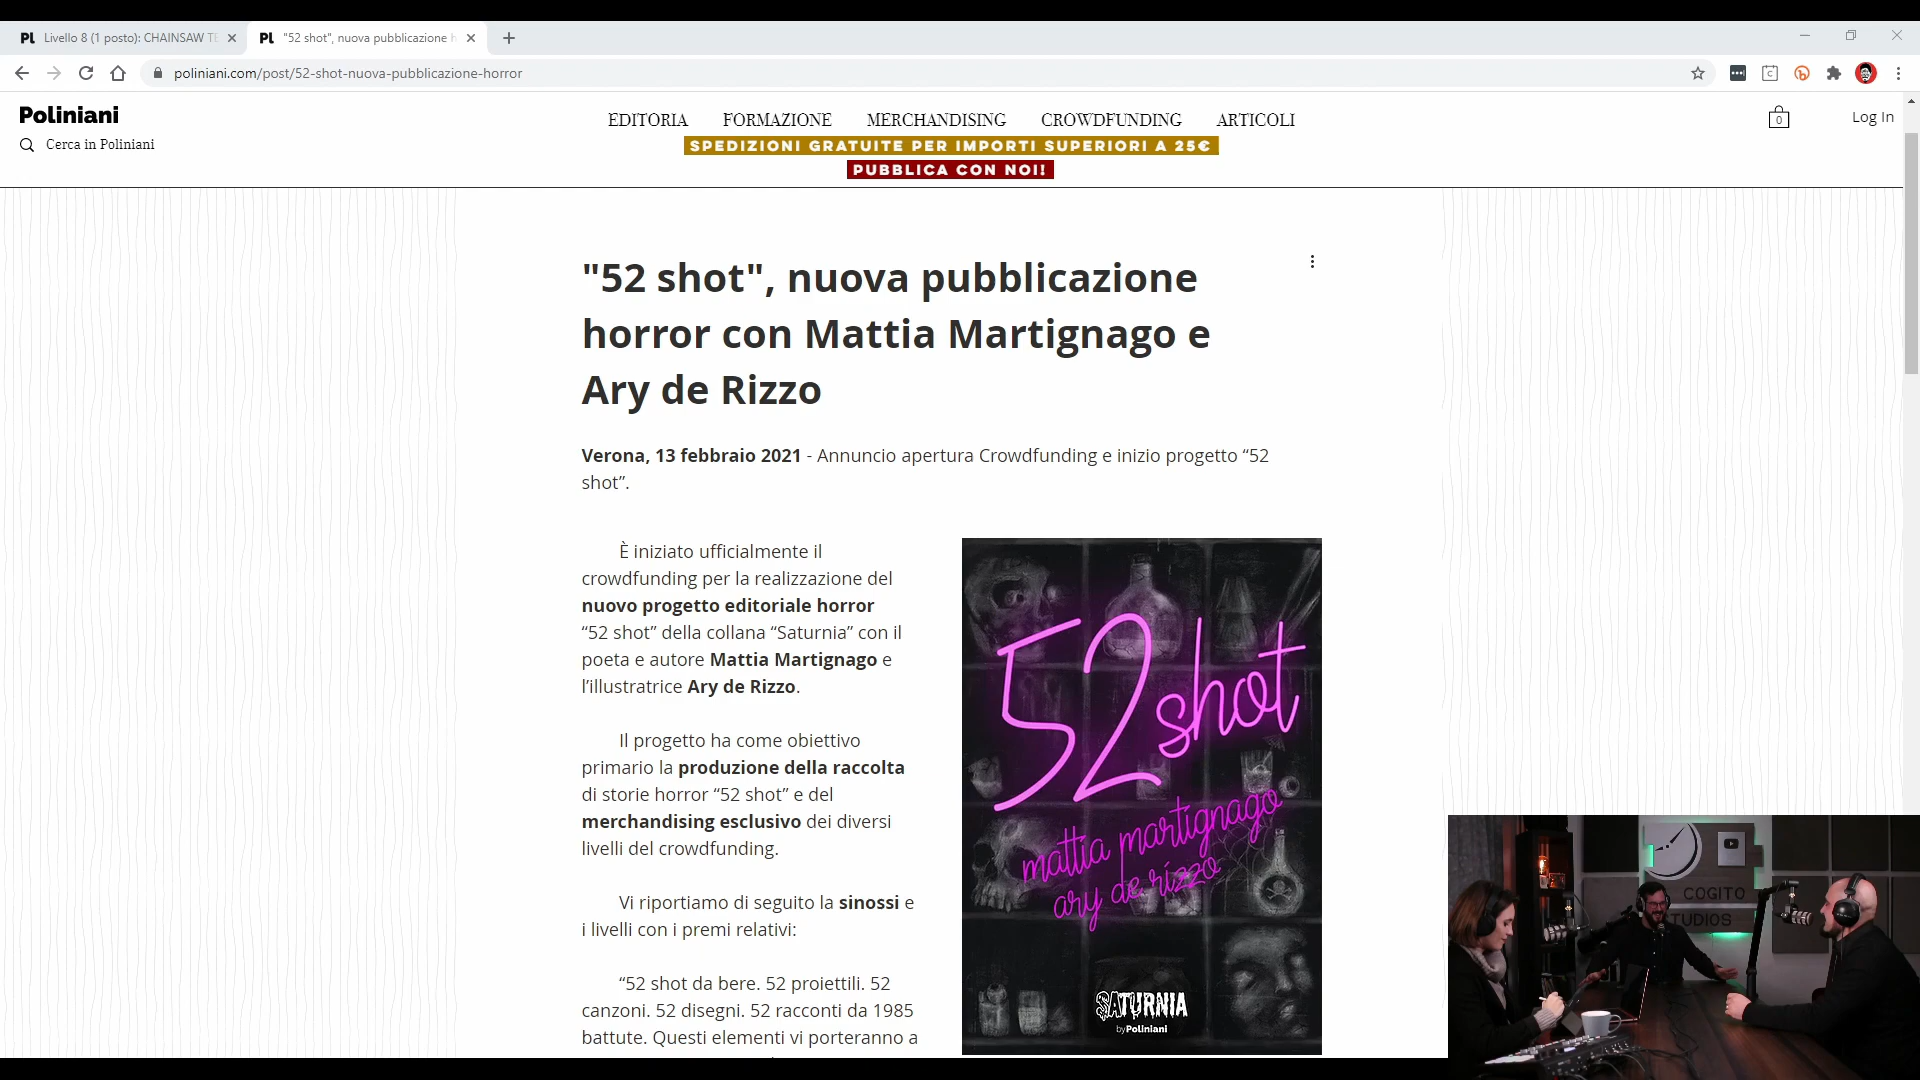 Livello 8 (1 posto): CHAINSAW TE
"52 shot", nuova pubblicazione h
poliniani.com/post/52-shot-nuova-pubblicazione-horror
Poliniani
EDITORIA FORMAZIONE MERCHANDISING CROWDFUNDING ARTICOLI
0
Log In
Cerca in Poliniani
SPEDIZIONI GRATUITE PER IMPORTI SUPERIORI A 25€
PUBBLICA CON NOI!
"52 shot", nuova pubblicazione
horror con Mattia Martignago e
Ary de Rizzo
Verona, 13 febbraio 2021 - Annuncio apertura Crowdfunding e inizio progetto “52
shot”.
È iniziato ufficialmente il
crowdfunding per la realizzazione del
nuovo progetto editoriale horror
“52 shot” della collana “Saturnia” con il
poeta e autore Mattia Martignago e
l’illustratrice Ary de Rizzo.
Il progetto ha come obiettivo
primario la produzione della raccolta
di storie horror “52 shot” e del
merchandising esclusivo dei diversi
livelli del crowdfunding.
Vi riportiamo di seguito la sinossi e
i livelli con i premi relativi:
“52 shot da bere. 52 proiettili. 52
canzoni. 52 disegni. 52 racconti da 1985
battute. Questi elementi vi porteranno a
52 shot
mattia martignago
ary de rizzo
SATURNIA
by Poliniani
COGITO
STUDIOS